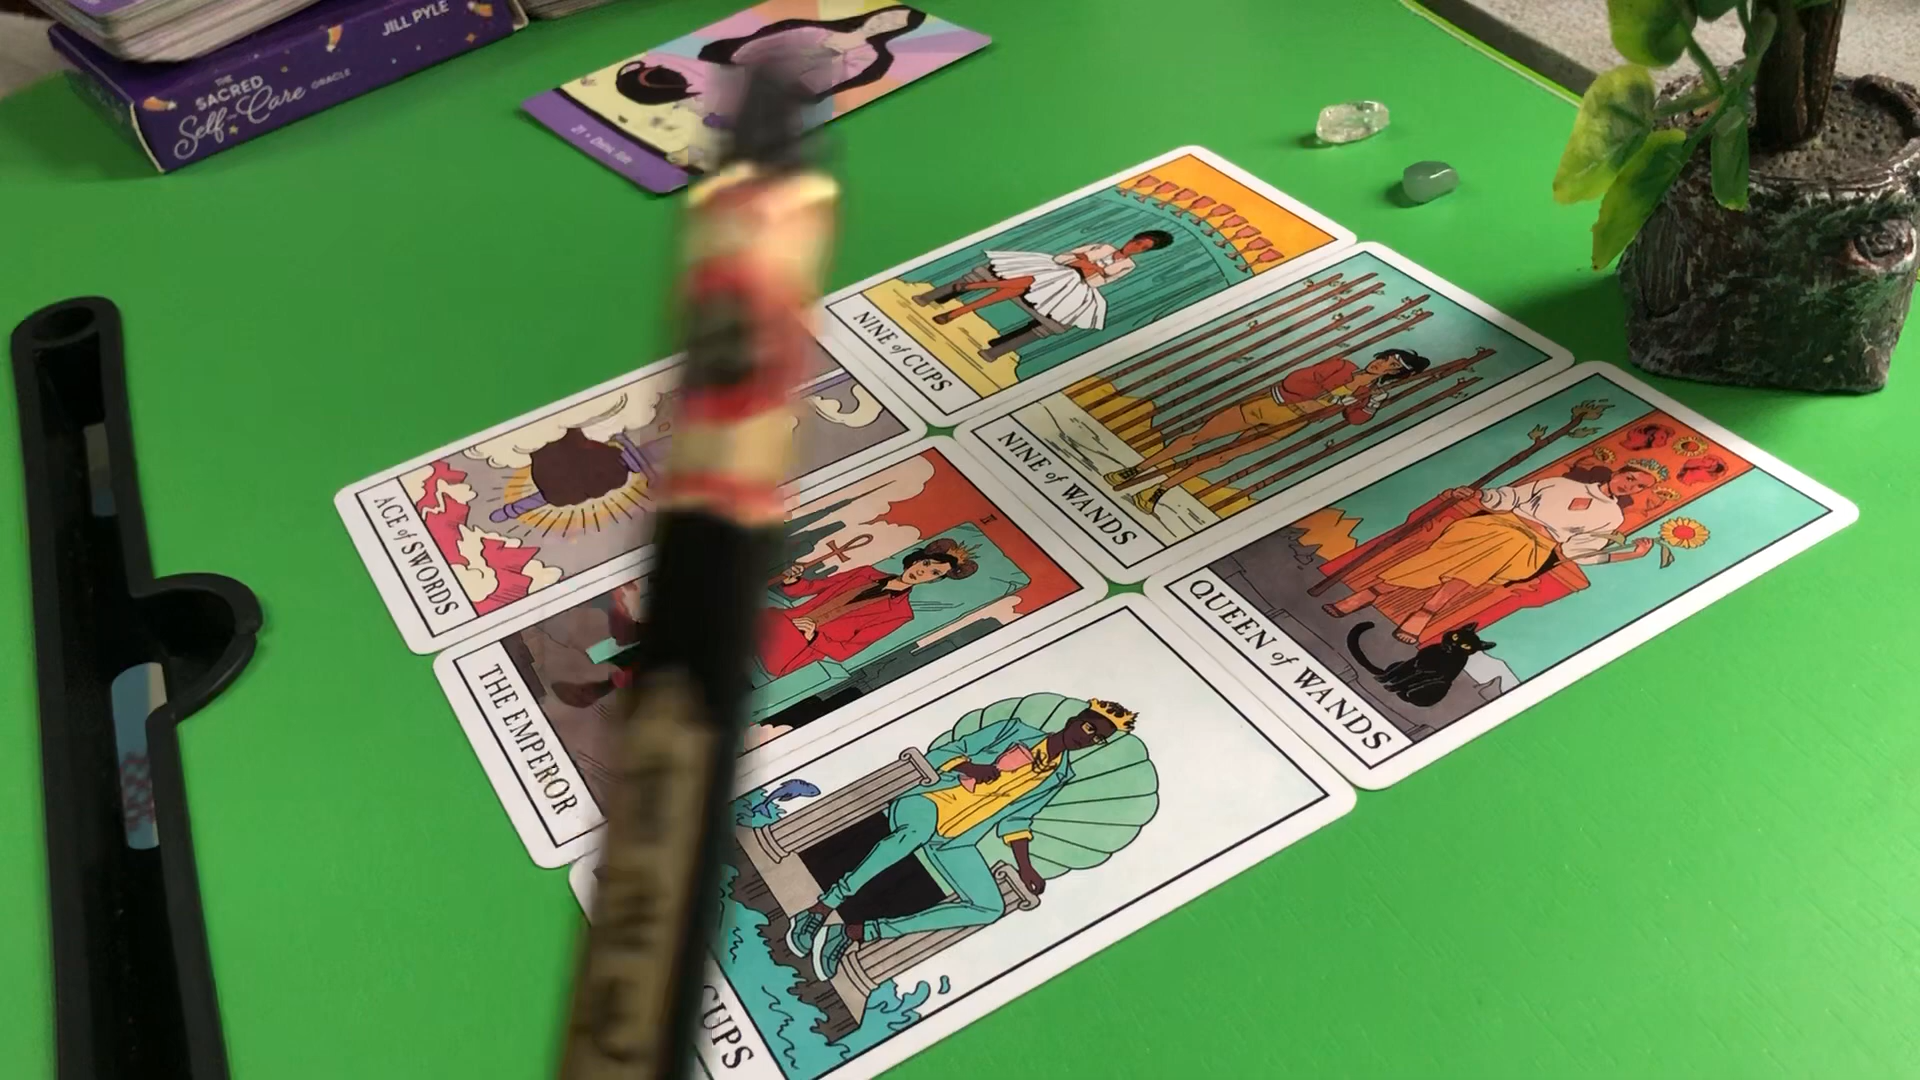 JILL PYLE
THE
SACRED
Self-Care ORACLE
NINE of CUPS
NINE of WANDS
ACE of SWORDS
QUEEN of WANDS
THE EMPEROR
CUPS